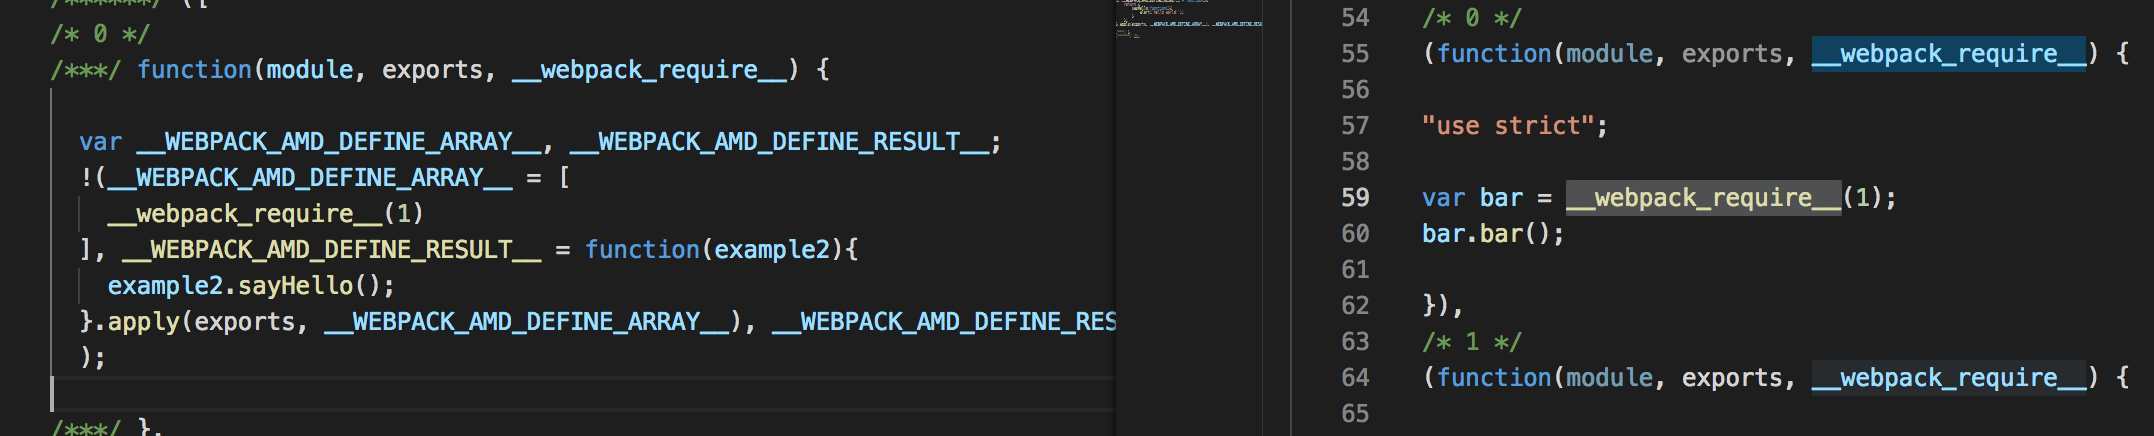 /******/ ([
/* 0 */
/***/ function(module, exports, __webpack_require__) {
var __WEBPACK_AMD_DEFINE_ARRAY__, __WEBPACK_AMD_DEFINE_RESULT__;
!(__WEBPACK_AMD_DEFINE_ARRAY__ = [
__webpack_require__(1)
], __WEBPACK_AMD_DEFINE_RESULT__ = function(example2){
example2.sayHello();
}.apply(exports, __WEBPACK_AMD_DEFINE_ARRAY__), __WEBPACK_AMD_DEFINE_RES
);
/***/ },
54 /* 0 */
55 (function(module, exports, __webpack_require__) {
56
57 "use strict";
58
59 var bar = __webpack_require__(1);
60 bar.bar();
61
62 }),
63 /* 1 */
64 (function(module, exports, __webpack_require__) {
65